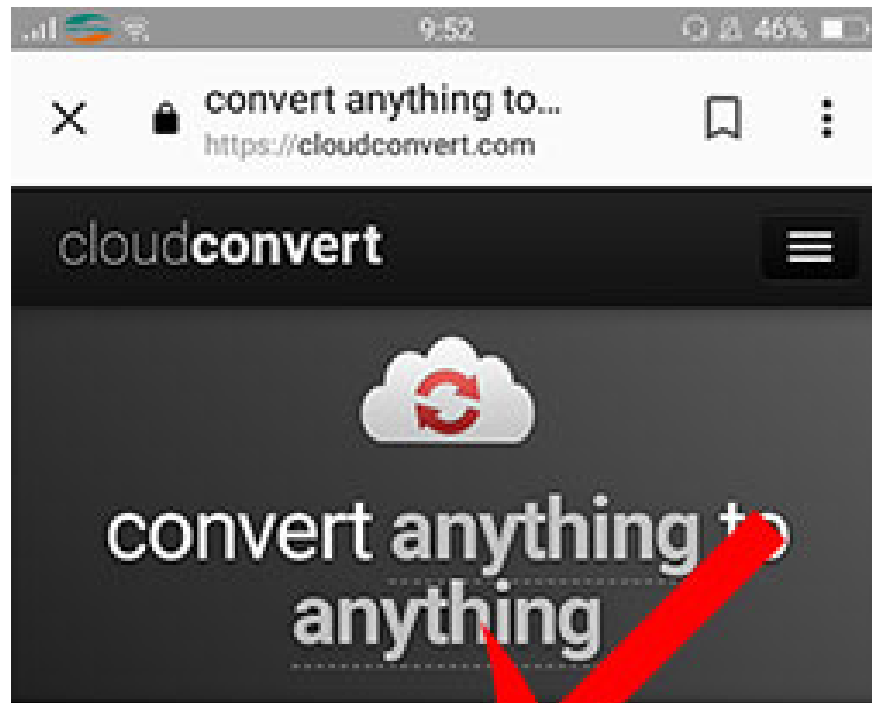 9:52
46%
convert anything to...
https://cloudconvert.com
cloudconvert
convert anything to
anything